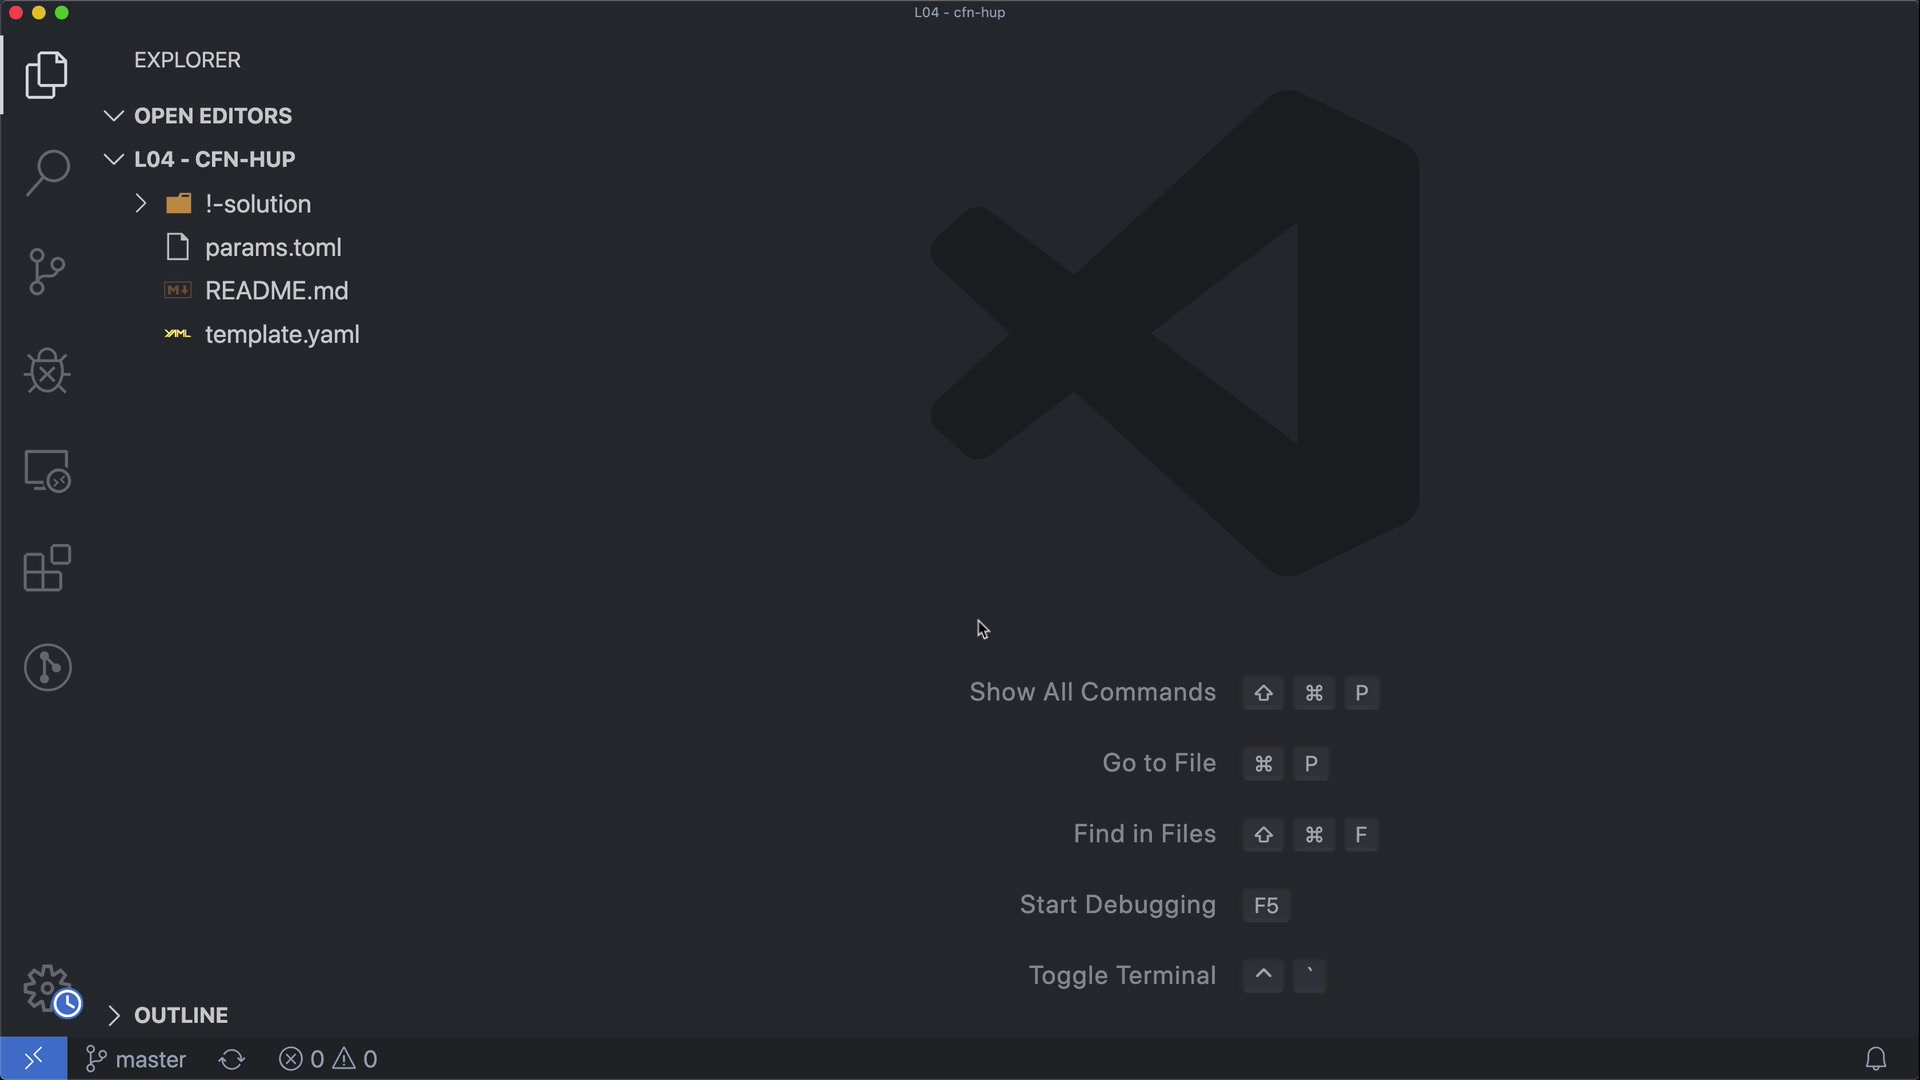 L04 - cfn-hup
EXPLORER
OPEN EDITORS
L04 - CFN-HUP
!-solution
params.toml
README.md
YAML template.yaml
Show All Commands ⇧ ⌘ P
Go to File ⌘ P
Find in Files ⇧ ⌘ F
Start Debugging F5
Toggle Terminal ^ `
OUTLINE
master 0 0